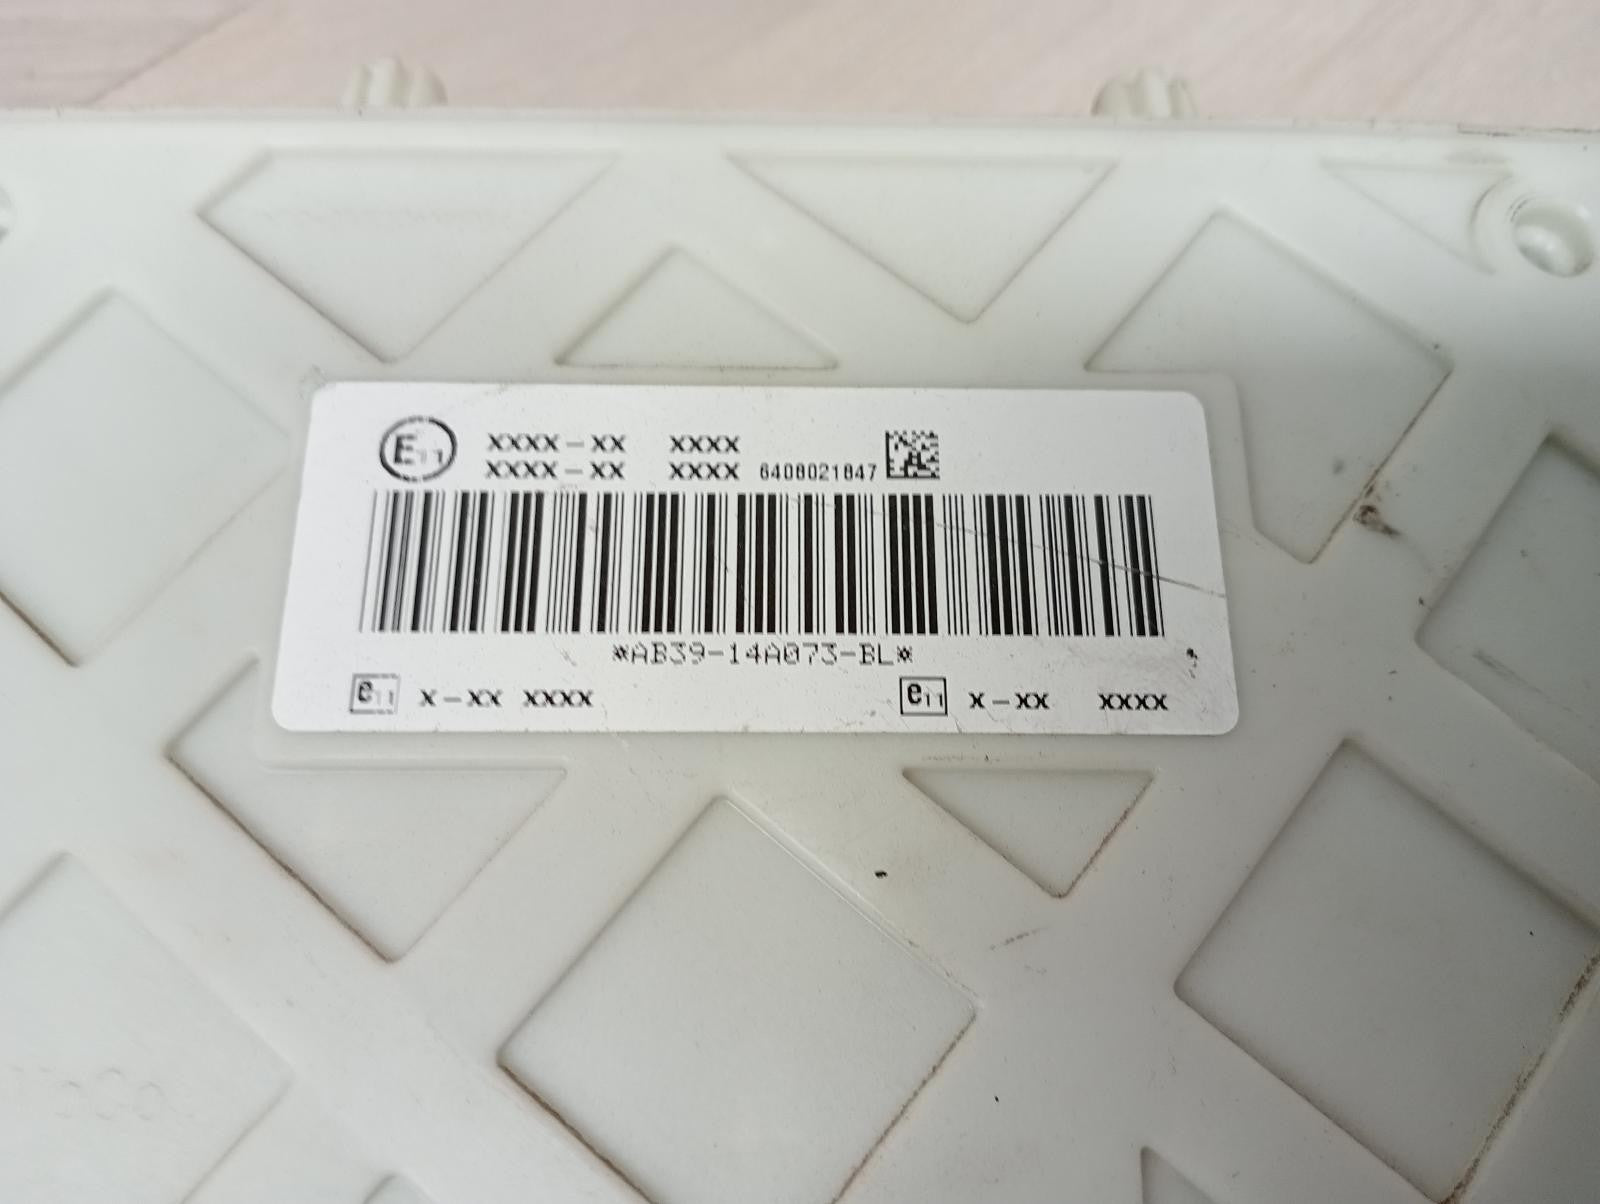 E11 XXXX-XX XXXX
XXXX-XX XXXX 6408021847
*AB39-14A073-BL*
e11 X-XX XXXX e11 X-XX XXXX